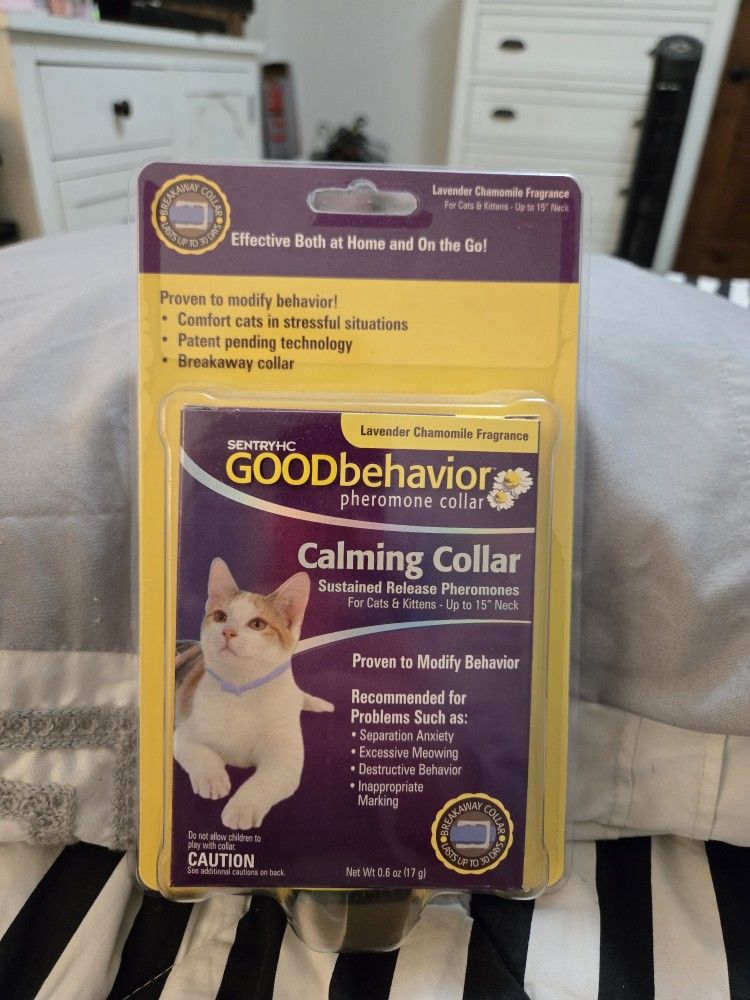 BREAKAWAY COLLAR
LASTS UP TO 30 DAYS
Lavender Chamomile Fragrance
For Cats & Kittens - Up to 15" Neck
Effective Both at Home and On the Go!
Proven to modify behavior!
• Comfort cats in stressful situations
• Patent pending technology
• Breakaway collar
Lavender Chamomile Fragrance
SENTRYHC
GOODbehavior™
pheromone collar
Calming Collar
Sustained Release Pheromones
For Cats & Kittens - Up to 15" Neck
Proven to Modify Behavior
Recommended for
Problems Such as:
• Separation Anxiety
• Excessive Meowing
• Destructive Behavior
• Inappropriate
Marking
Do not allow children to
play with collar.
CAUTION
See additional cautions on back.
Net Wt 0.6 oz (17 g)
BREAKAWAY COLLAR
LASTS UP TO 30 DAYS